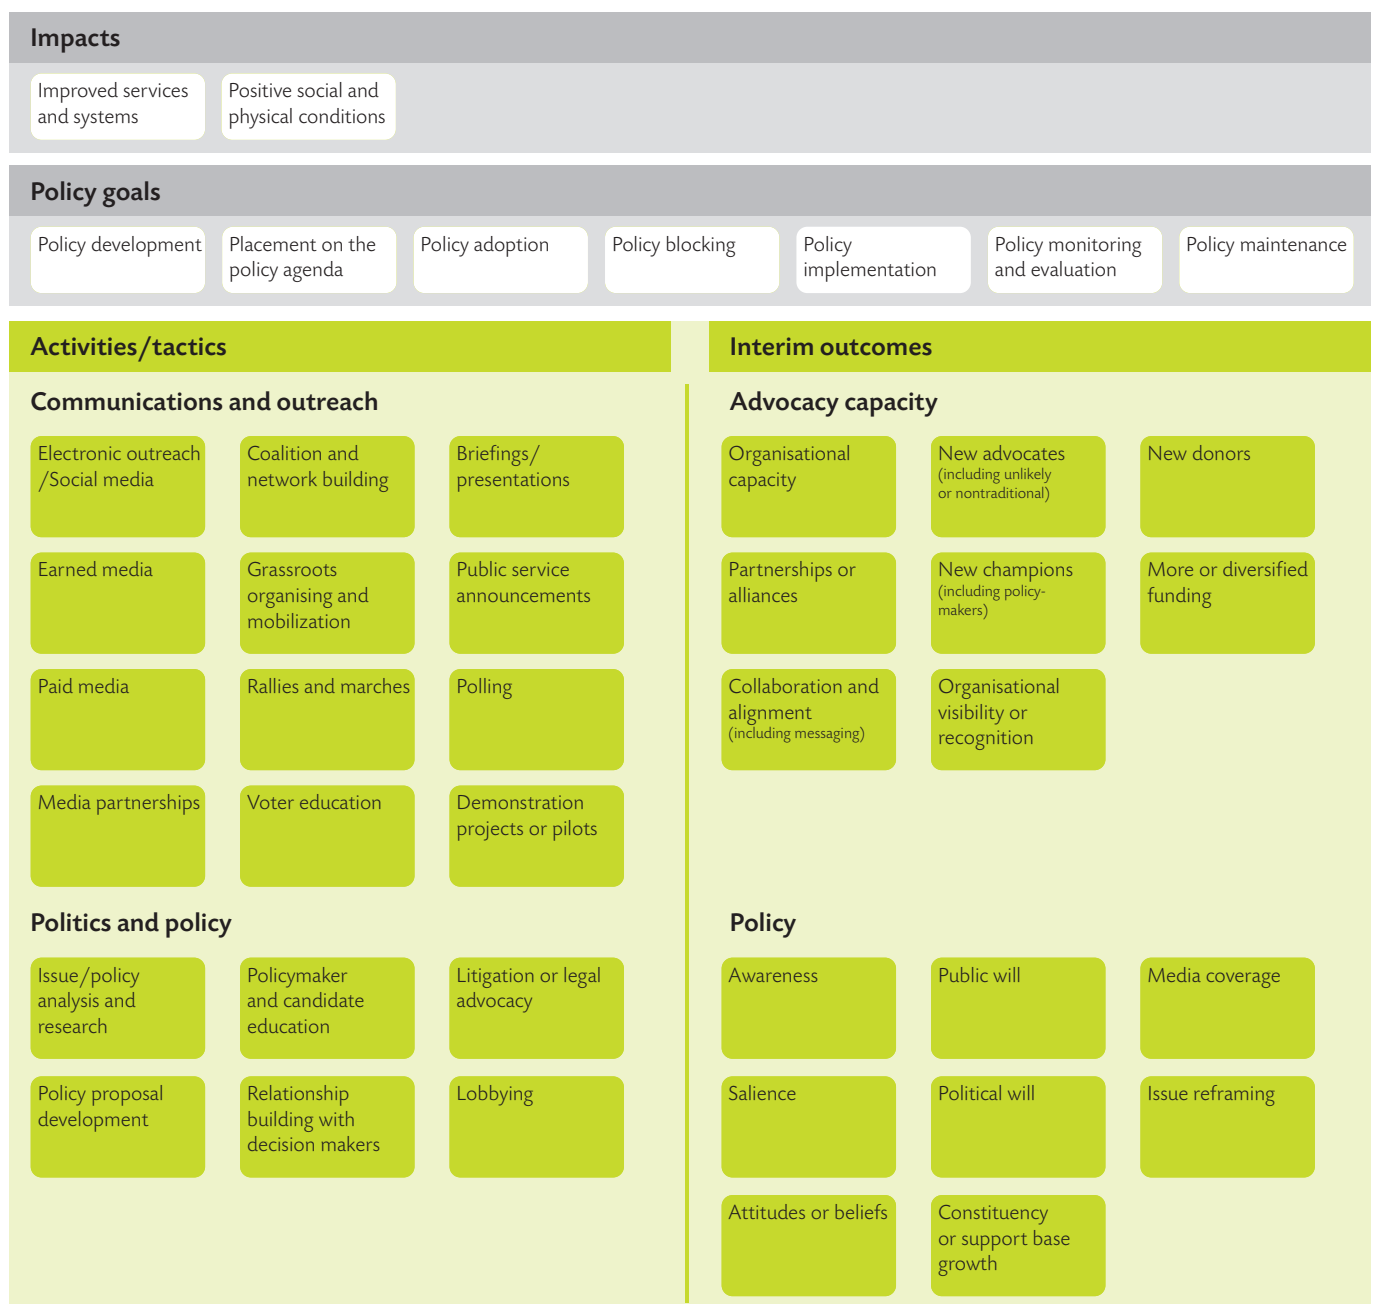 Impacts
Improved services
and systems
Positive social and
physical conditions
Policy goals
Policy development
Placement on the
policy agenda
Policy adoption
Policy blocking
Policy
implementation
Policy monitoring
and evaluation
Policy maintenance
Activities/tactics
Communications and outreach
Electronic outreach
/Social media
Coalition and
network building
Briefings/
presentations
Earned media
Grassroots
organising and
mobilization
Public service
announcements
Paid media
Rallies and marches
Polling
Media partnerships
Voter education
Demonstration
projects or pilots
Politics and policy
Issue/policy
analysis and
research
Policymaker
and candidate
education
Litigation or legal
advocacy
Policy proposal
development
Relationship
building with
decision makers
Lobbying
Interim outcomes
Advocacy capacity
Organisational
capacity
New advocates
(including unlikely
or nontraditional)
New donors
Partnerships or
alliances
New champions
(including policy-
makers)
More or diversified
funding
Collaboration and
alignment
(including messaging)
Organisational
visibility or
recognition
Policy
Awareness
Public will
Media coverage
Salience
Political will
Issue reframing
Attitudes or beliefs
Constituency
or support base
growth